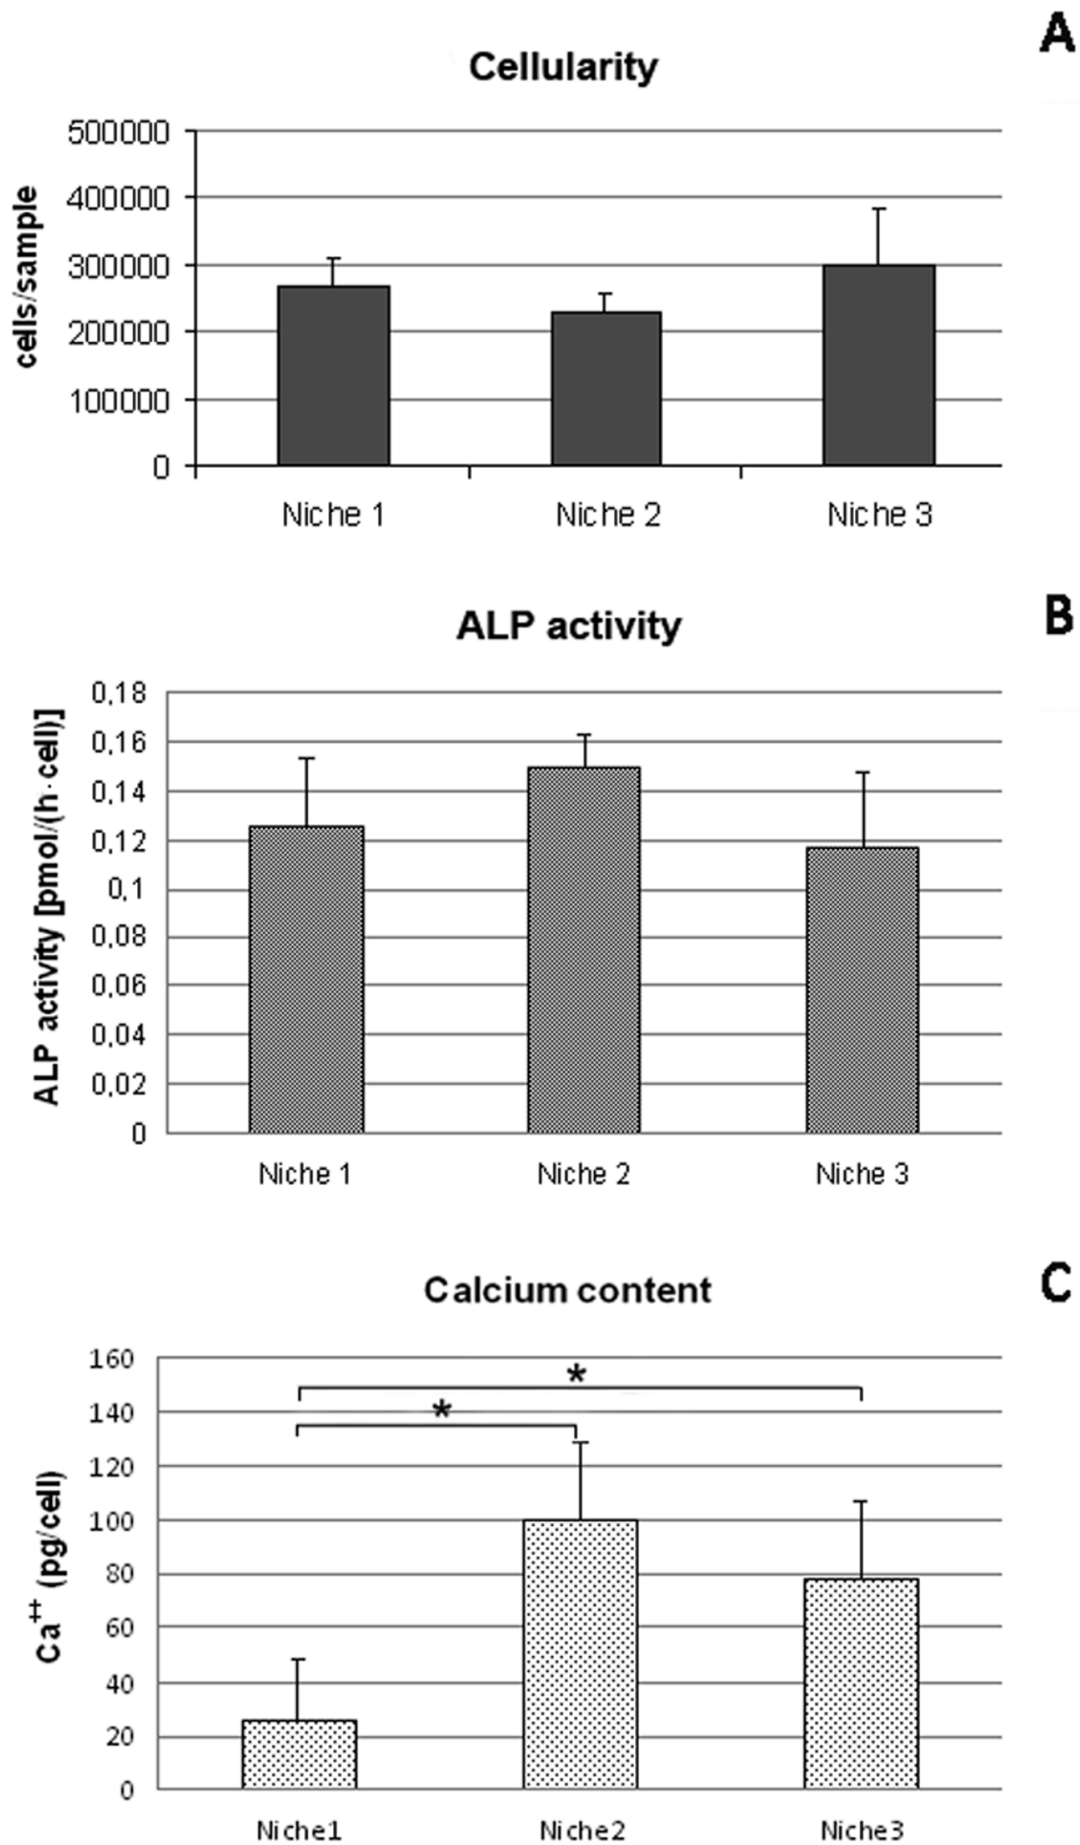 A
Cellularity
cells/sample
500000
400000
300000
200000
100000
0
Niche 1 Niche 2 Niche 3
B
ALP activity
ALP activity [pmol/(h·cell)]
0,18
0,16
0,14
0,12
0,1
0,08
0,06
0,04
0,02
0
Niche 1 Niche 2 Niche 3
C
Calcium content
Ca⁺⁺ (pg/cell)
160
140
120
100
80
60
40
20
0
*
*
Niche1 Niche2 Niche3